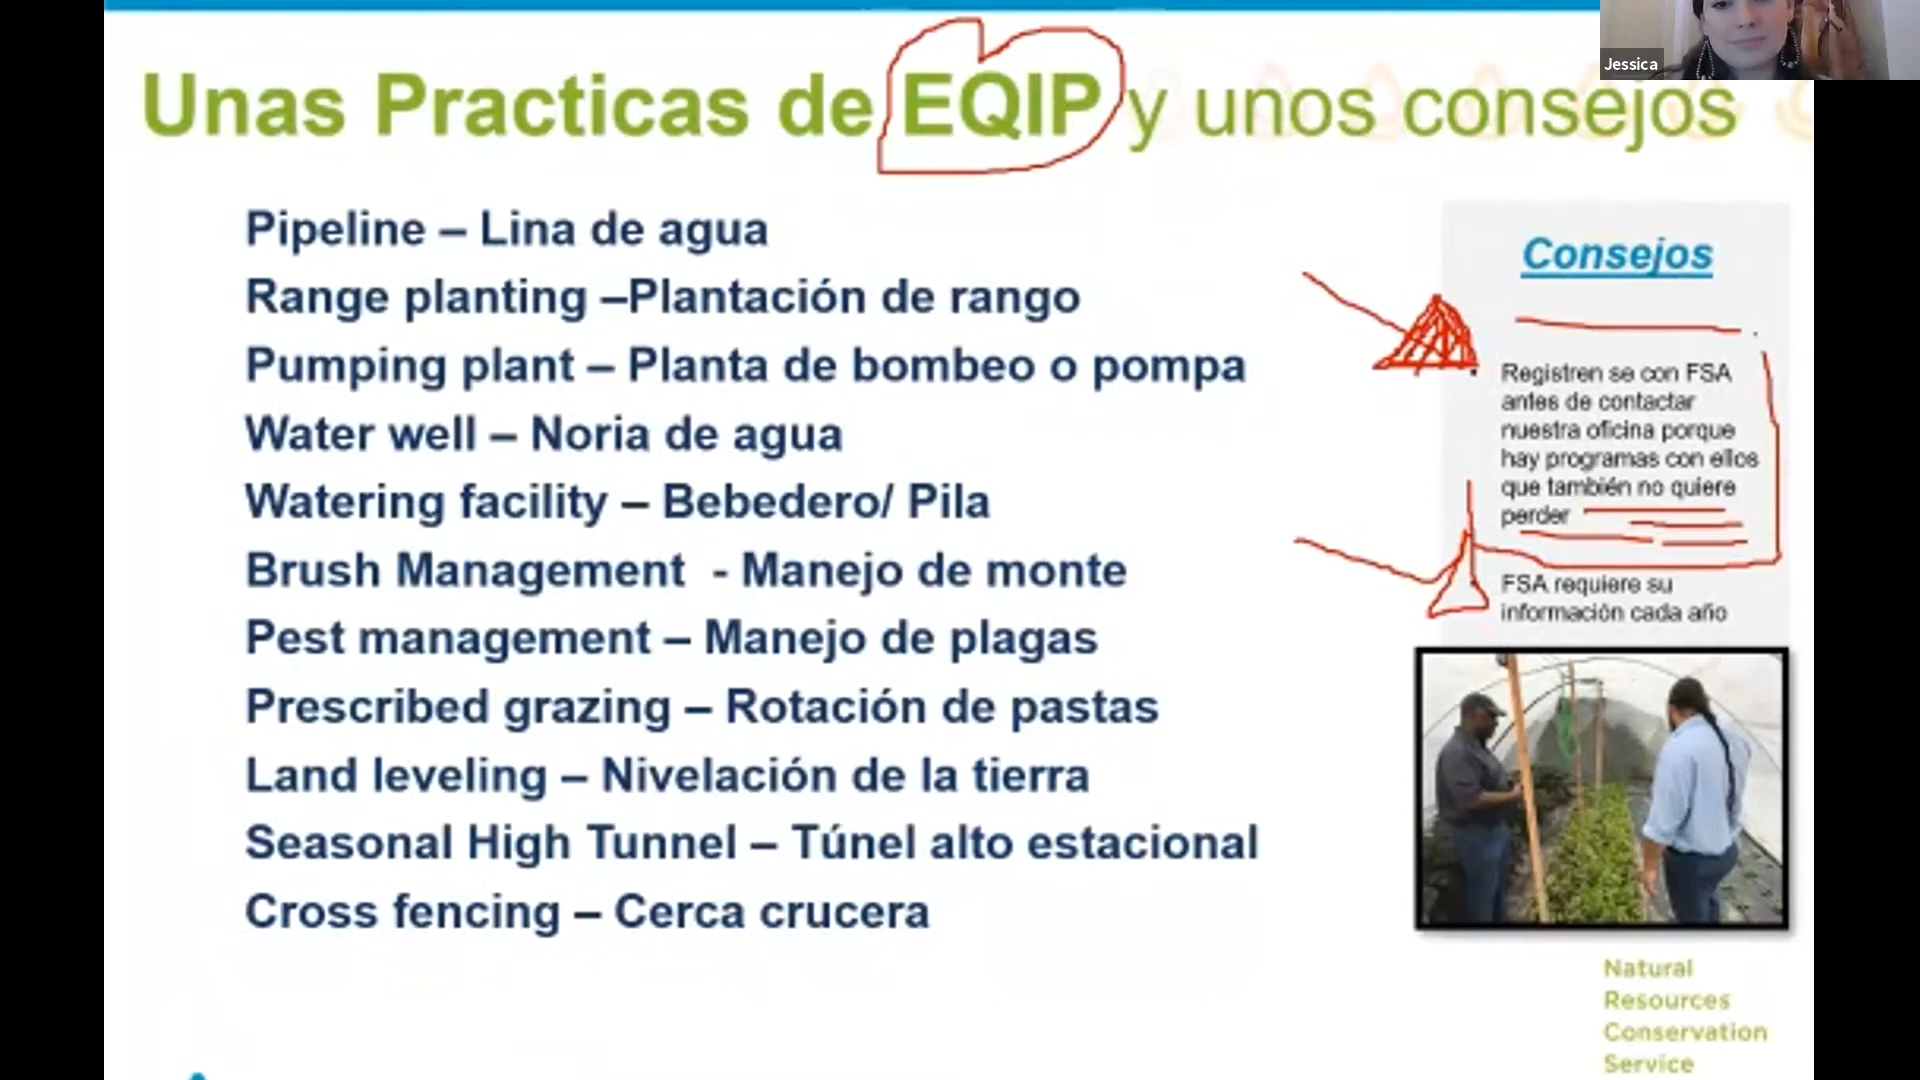 Jessica
Unas Practicas de EQIP y unos consejos
Pipeline – Lina de agua
Range planting –Plantación de rango
Pumping plant – Planta de bombeo o pompa
Water well – Noria de agua
Watering facility – Bebedero/ Pila
Brush Management  - Manejo de monte
Pest management – Manejo de plagas
Prescribed grazing – Rotación de pastas
Land leveling – Nivelación de la tierra
Seasonal High Tunnel – Túnel alto estacional
Cross fencing – Cerca crucera
Consejos
Registren se con FSA
antes de contactar
nuestra oficina porque
hay programas con ellos
que también no quiere
perder
FSA requiere su
información cada año
Natural
Resources
Conservation
Service